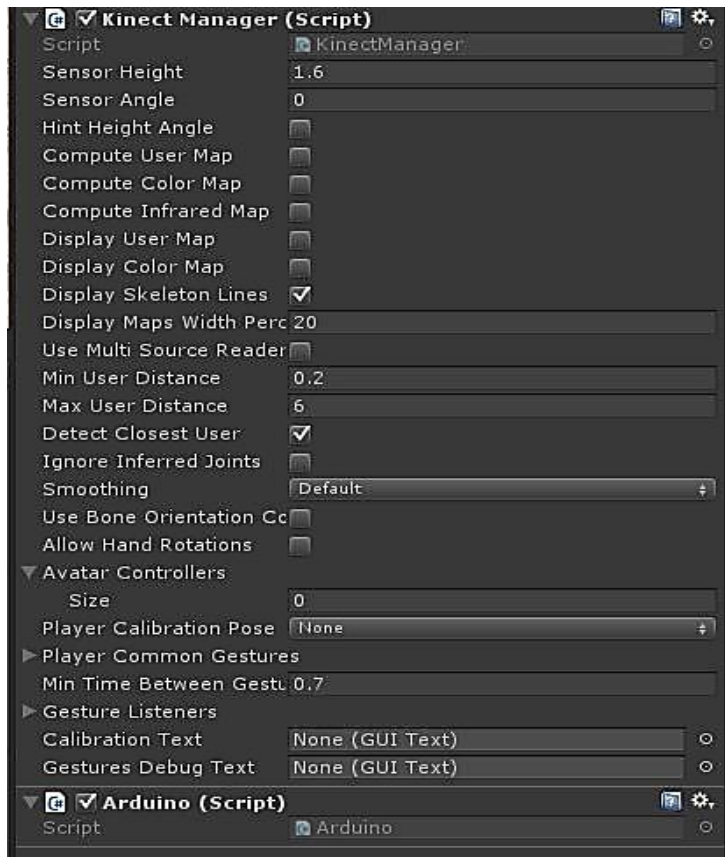 Kinect Manager (Script)
Script KinectManager
Sensor Height 1.6
Sensor Angle 0
Hint Height Angle
Compute User Map
Compute Color Map
Compute Infrared Map
Display User Map
Display Color Map
Display Skeleton Lines
Display Maps Width Perc 20
Use Multi Source Reader
Min User Distance 0.2
Max User Distance 6
Detect Closest User
Ignore Inferred Joints
Smoothing Default
Use Bone Orientation Cc
Allow Hand Rotations
Avatar Controllers
Size 0
Player Calibration Pose None
Player Common Gestures
Min Time Between Gestu 0.7
Gesture Listeners
Calibration Text None (GUI Text)
Gestures Debug Text None (GUI Text)
Arduino (Script)
Script Arduino